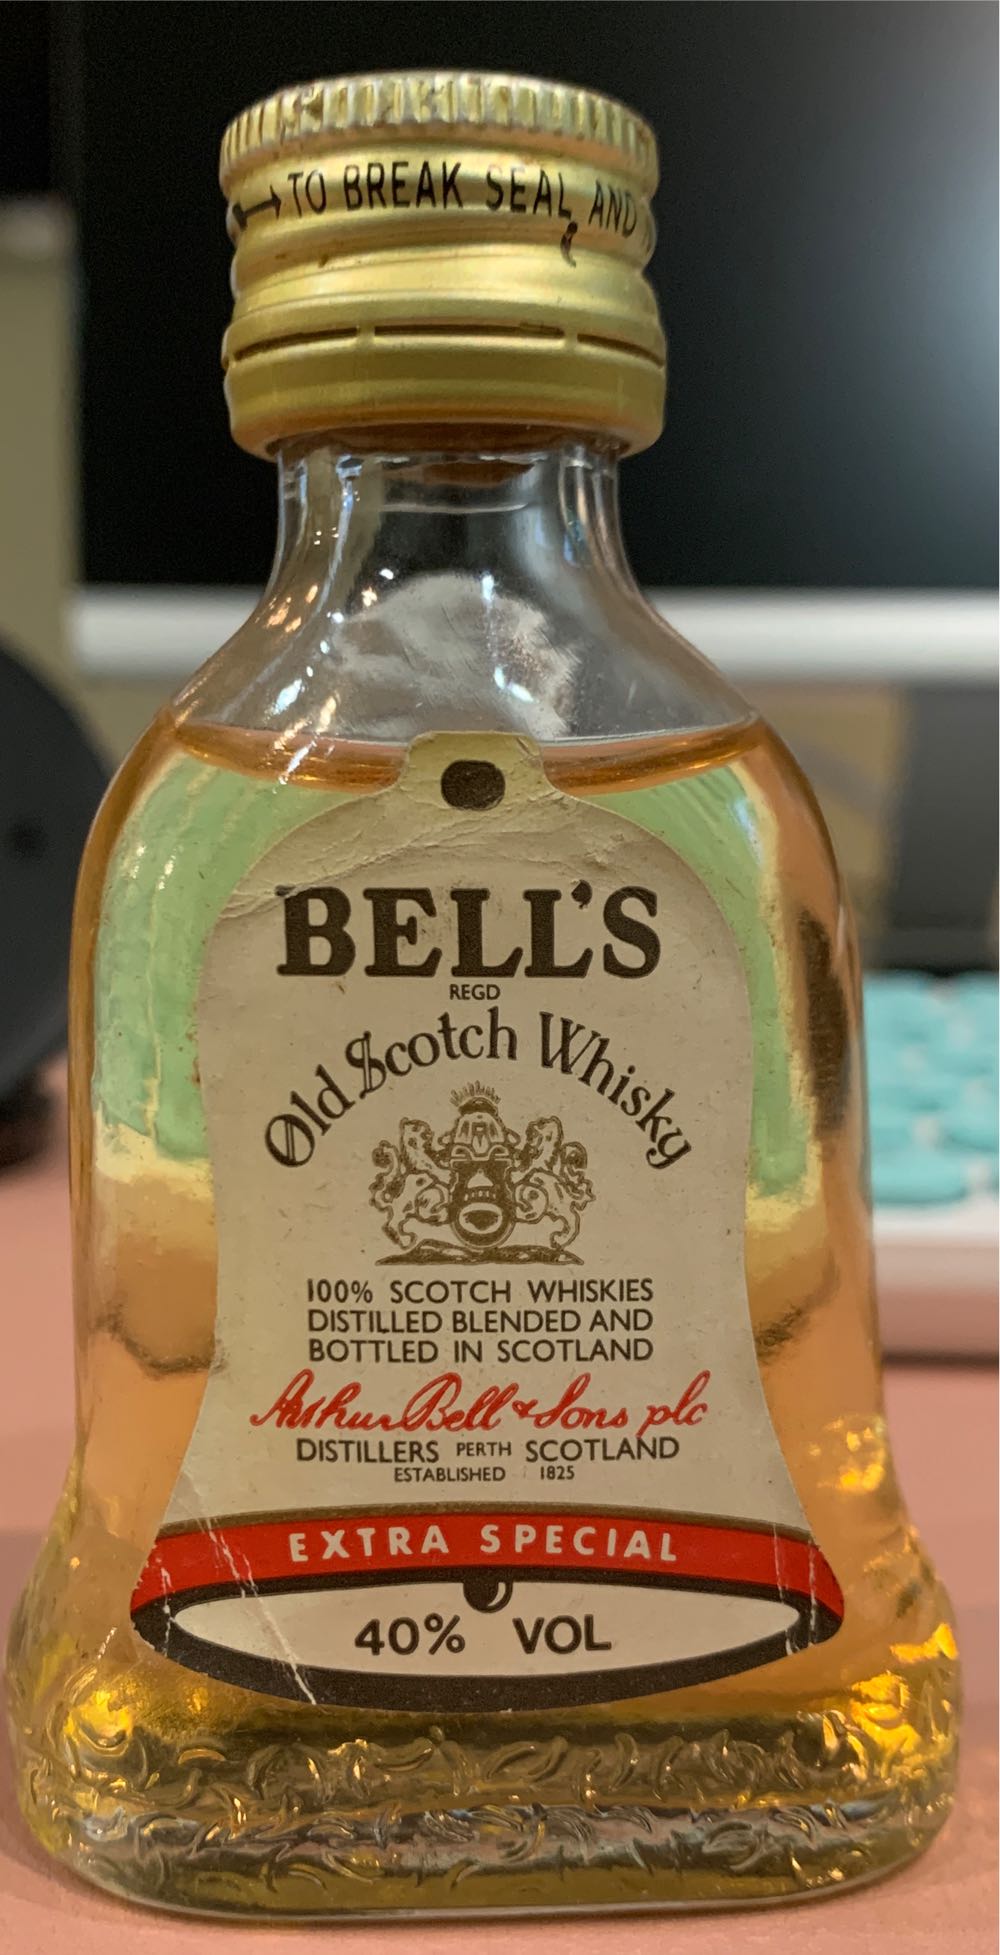 TO BREAK SEAL AND
BELL'S
REGD
Old Scotch Whisky
100% SCOTCH WHISKIES
DISTILLED BLENDED AND
BOTTLED IN SCOTLAND
Arthur Bell & Sons plc
DISTILLERS PERTH SCOTLAND
ESTABLISHED 1825
EXTRA SPECIAL
40% VOL